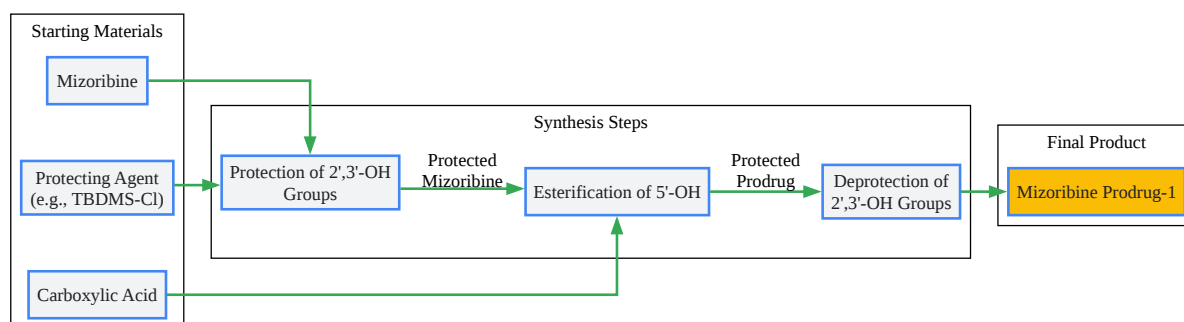 Starting Materials
Mizoribine
Protecting Agent
(e.g., TBDMS-Cl)
Carboxylic Acid
Synthesis Steps
Protection of 2',3'-OH
Groups
Protected
Mizoribine
Esterification of 5'-OH
Protected
Prodrug
Deprotection of
2',3'-OH Groups
Final Product
Mizoribine Prodrug-1